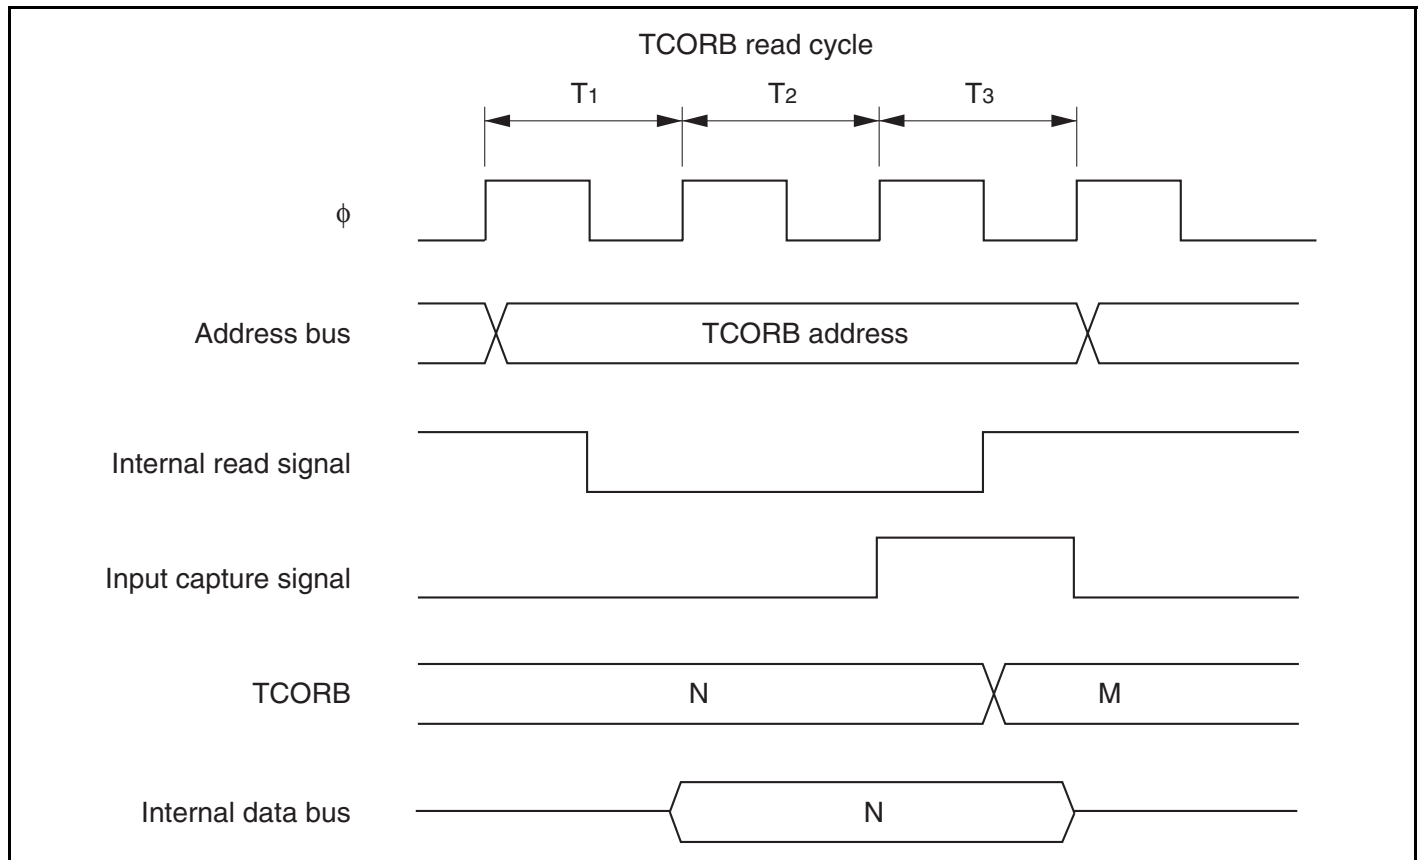 TCORB read cycle
T1 T2 T3
φ
Address bus TCORB address
Internal read signal
Input capture signal
TCORB N M
Internal data bus N